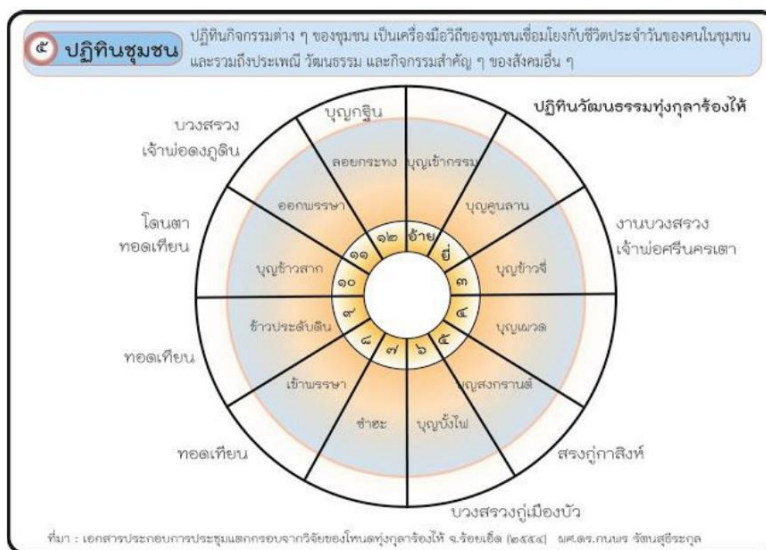 ๕ ปฏิทินชุมชน
ปฏิทินกิจกรรมต่าง ๆ ของชุมชน เป็นเครื่องมือวิถีของชุมชนเชื่อมโยงกับชีวิตประจำวันของคนในชุมชน
และรวมถึงประเพณี วัฒนธรรม และกิจกรรมสำคัญ ๆ ของสังคมอื่น ๆ
ปฏิทินวัฒนธรรมทุ่งกุลาร้องไห้
บุญกฐิน
บวงสรวง
เจ้าพ่อดงภูดิน
ลอยกระทง
บุญเข้ากรรม
ออกพรรษา
บุญคูนลาน
โดนตา
ทอดเทียน
งานบวงสรวง
เจ้าพ่อศรีนครเตา
บุญข้าวสาก
บุญข้าวจี่
๑๒
อ้าย
๑๑
ยี่
๑๐
๓
๙
๔
๘
๗
๖
๕
ข้าวประดับดิน
บุญเผวด
ทอดเทียน
เข้าพรรษา
บุญสงกรานต์
ซำฮะ
บุญบั้งไฟ
ทอดเทียน
สรงกู่กาสิงห์
บวงสรวงกู่เมืองบัว
ที่มา : เอกสารประกอบการประชุมแตกกรอบจากวิจัยของโหนดทุ่งกุลาร้องไห้ จ.ร้อยเอ็ด (๒๕๕๔) ผศ.ดร.กนพร รัตนสุธีระกุล